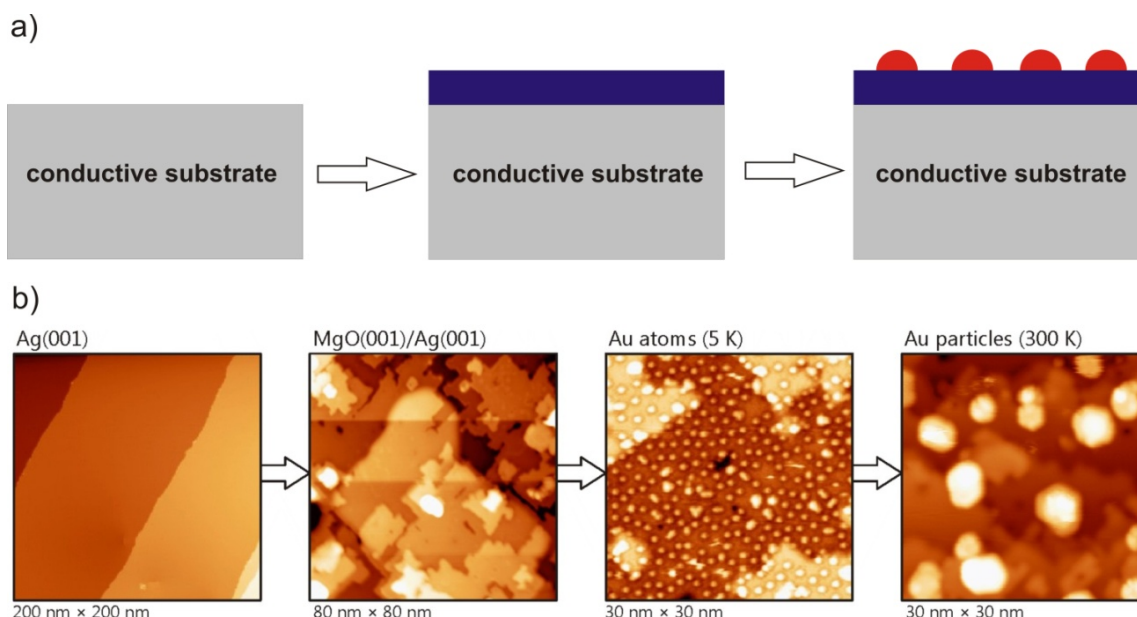 a)
conductive substrate
conductive substrate
conductive substrate
b)
Ag(001)
MgO(001)/Ag(001)
Au atoms (5 K)
Au particles (300 K)
200 nm × 200 nm
80 nm × 80 nm
30 nm × 30 nm
30 nm × 30 nm